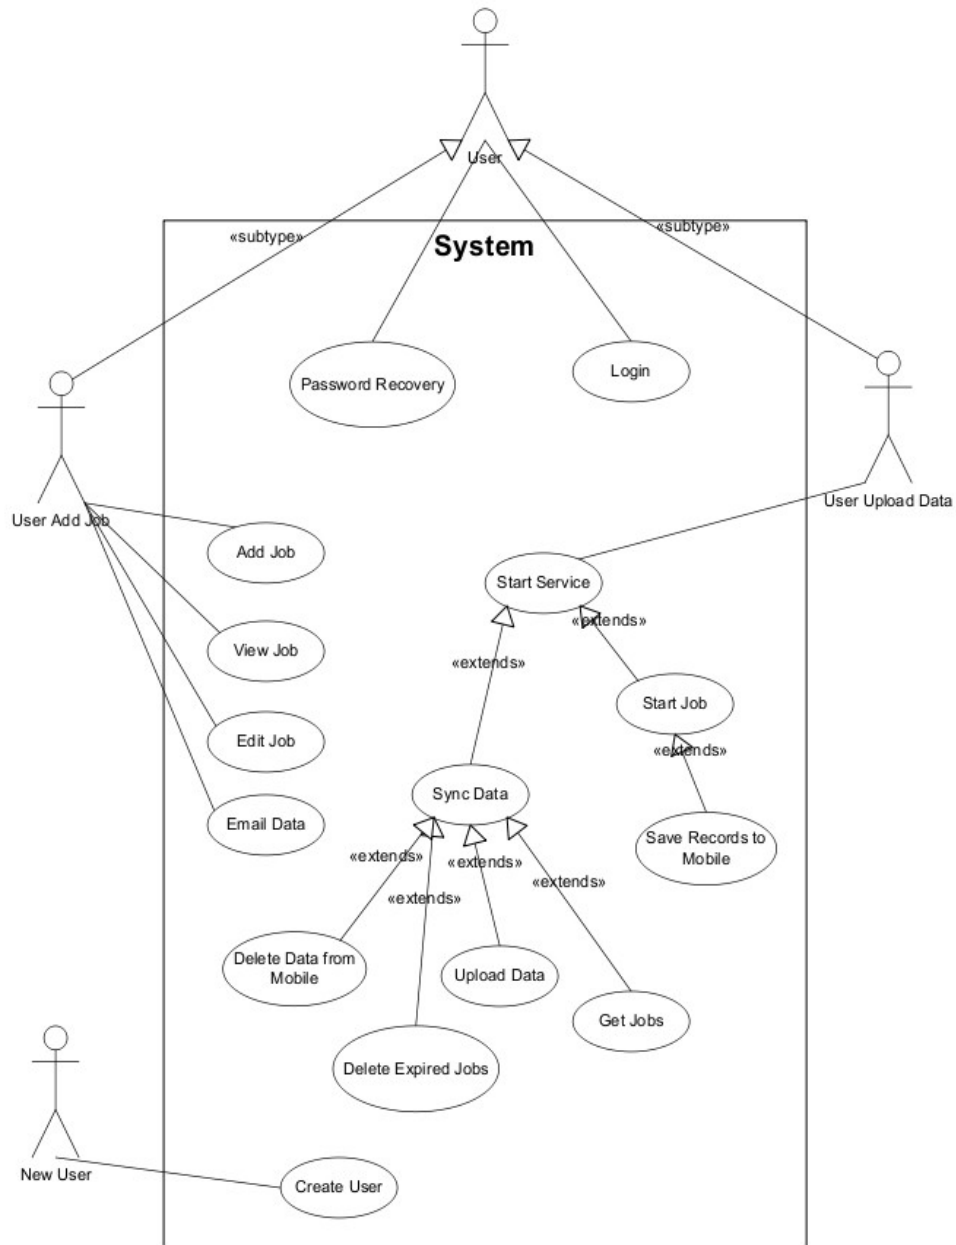 User
«subtype»
«subtype»
System
Password Recovery
Login
User Add Job
User Upload Data
Add Job
Start Service
«extends»
View Job
«extends»
Start Job
Edit Job
«extends»
Sync Data
Email Data
Save Records to
Mobile
«extends»
«extends»
«extends»
«extends»
Delete Data from
Mobile
Upload Data
Get Jobs
Delete Expired Jobs
New User
Create User